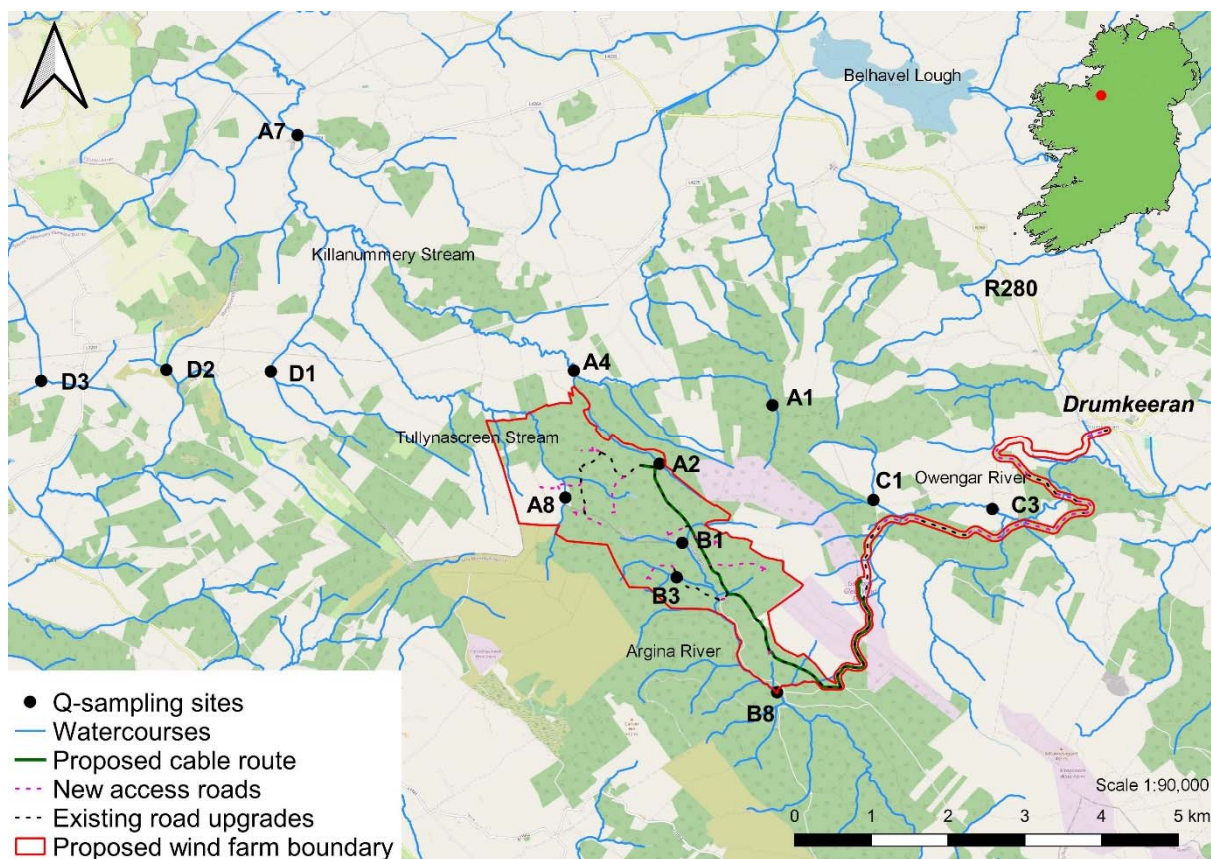 Belhavel Lough
A7
Killanummery Stream
R280
A4
D3
D2
D1
A1
Drumkeeran
Tullynascreen Stream
A2
C1
Owengar River
A8
C3
B1
B3
Argina River
B8
Q-sampling sites
Watercourses
Proposed cable route
New access roads
Existing road upgrades
Proposed wind farm boundary
Scale 1:90,000
0 1 2 3 4 5 km